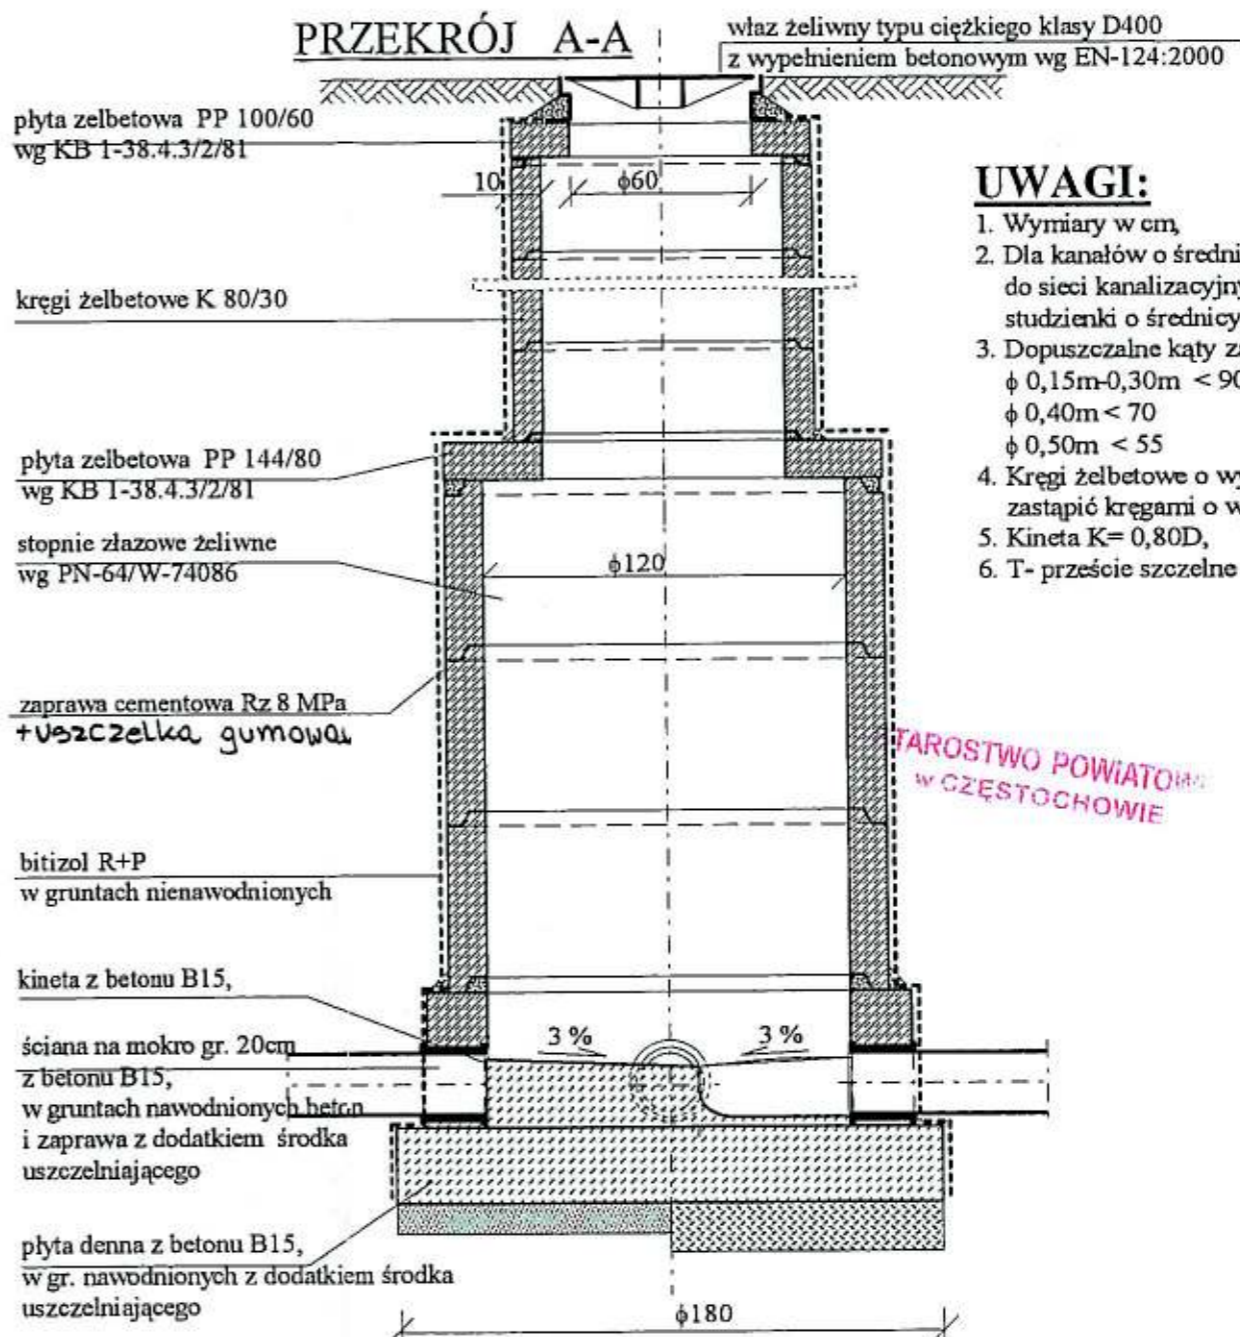 PRZEKRÓJ A-A
właz żeliwny typu ciężkiego klasy D400
z wypełnieniem betonowym wg EN-124:2000
płyta zelbetowa PP 100/60
wg KB 1-38.4.3/2/81
10
ϕ60
kręgi żelbetowe K 80/30
płyta zelbetowa PP 144/80
wg KB 1-38.4.3/2/81
stopnie złazowe żeliwne
wg PN-64/W-74086
ϕ120
zaprawa cementowa Rz 8 MPa
+uszczelka gumowa
bitizol R+P
w gruntach nienawodnionych
kineta z betonu B15,
3 %
3 %
ściana na mokro gr. 20cm
z betonu B15,
w gruntach nawodnionych beton
i zaprawa z dodatkiem środka
uszczelniającego
płyta denna z betonu B15,
w gr. nawodnionych z dodatkiem środka
uszczelniającego
ϕ180
UWAGI:
1. Wymiary w cm,
2. Dla kanałów o średni
do sieci kanalizacyjny
studzienki o średnicy
3. Dopuszczalne kąty za
ϕ 0,15m-0,30m < 90
ϕ 0,40m < 70
ϕ 0,50m < 55
4. Kręgi żelbetowe o wy
zastąpić kręgami o w
5. Kineta K= 0,80D,
6. T- przeście szczelne
TAROSTWO POWIATOW
w CZĘSTOCHOWIE